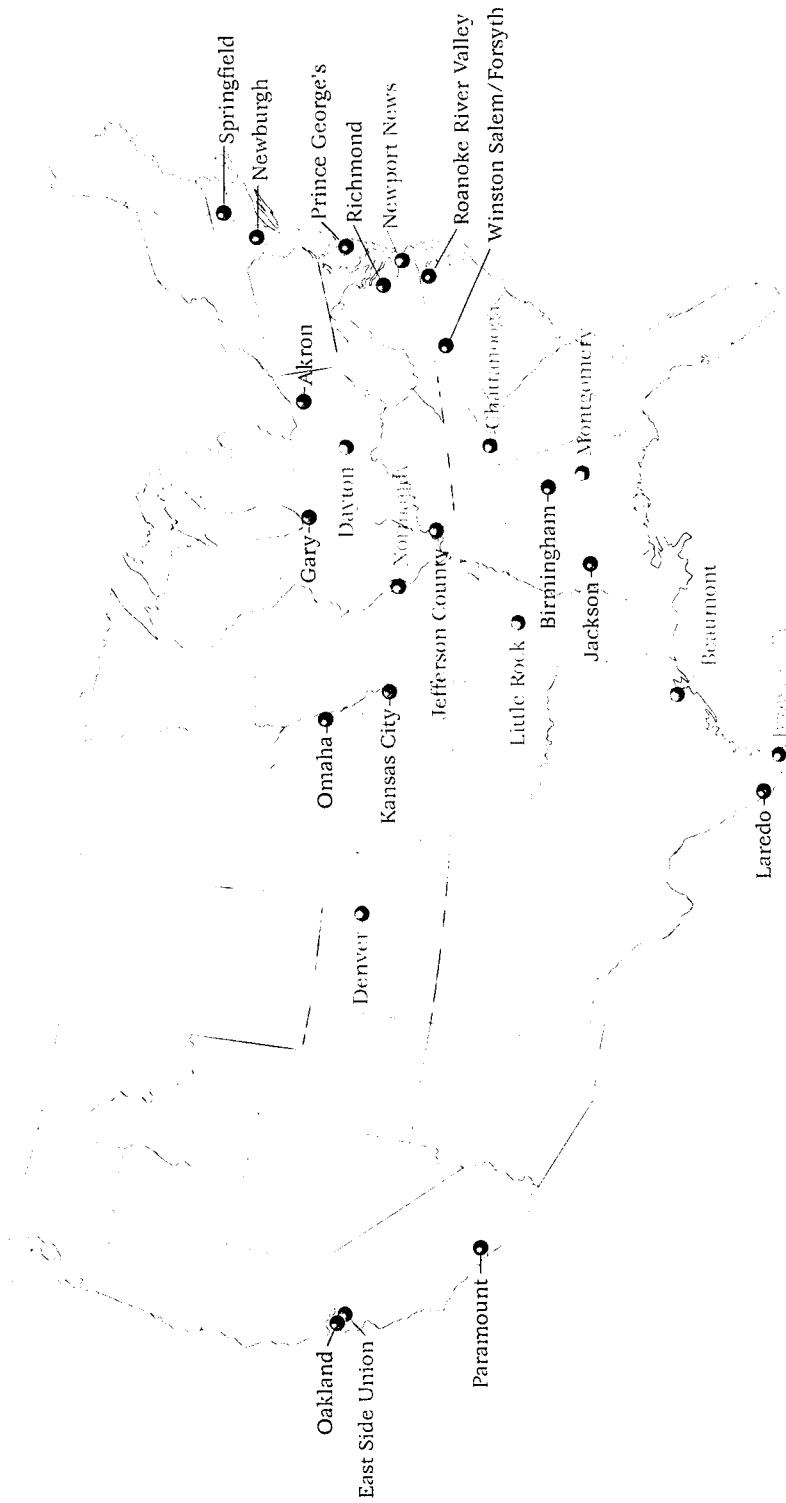 Springfield
Newburgh
Prince George's
Richmond
Newport News
Roanoke River Valley
Winston Salem/Forsyth
Akron
Chattanooga
Montgomery
Dayton
Gary
Jefferson County
Birmingham
Jackson
Little Rock
Beaumont
Omaha
Kansas City
Laredo
Denver
Paramount
Oakland
East Side Union